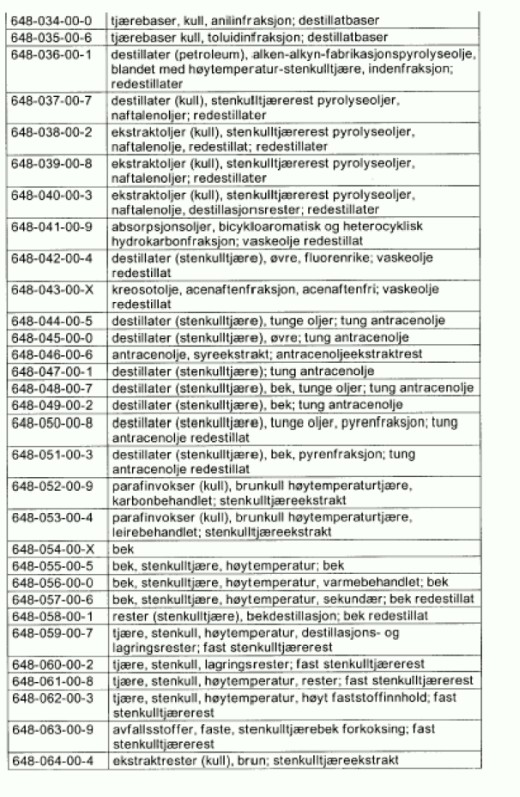 648-034-00-0 tjærebaser, kull, anilinfraksjon; destillatbaser
648-035-00-6 tjærebaser kull, toluidinfraksjon; destillatbaser
648-036-00-1 destillater (petroleum), alken-alkyn-fabrikasjonspyrolyseolje,
blandet med høytemperatur-stenkulltjære, indenfraksjon;
redestillater
648-037-00-7 destillater (kull), stenkulltjærerest pyrolyseoljer,
naftalenoljer; redestillater
648-038-00-2 ekstraktoljer (kull), stenkulltjærerest pyrolyseoljer,
naftalenolje, redestillat; redestillater
648-039-00-8 ekstraktoljer (kull), stenkulltjærerest pyrolyseoljer,
naftalenoljer; redestillater
648-040-00-3 ekstraktoljer (kull), stenkulltjærerest pyrolyseoljer,
naftalenolje, destillasjonsrester; redestillater
648-041-00-9 absorpsjonsoljer, bicykloaromatisk og heterocyklisk
hydrokarbonfraksjon; vaskeolje redestillat
648-042-00-4 destillater (stenkulltjære), øvre, fluorenrike; vaskeolje
redestillat
648-043-00-X kreosotolje, acenaftenfraksjon, acenaftenfri; vaskeolje
redestillat
648-044-00-5 destillater (stenkulltjære), tunge oljer; tung antracenolje
648-045-00-0 destillater (stenkulltjære), øvre; tung antracenolje
648-046-00-6 antracenolje, syreekstrakt; antracenoljeekstraktrest
648-047-00-1 destillater (stenkulltjære); tung antracenolje
648-048-00-7 destillater (stenkulltjære), bek, tunge oljer; tung antracenolje
648-049-00-2 destillater (stenkulltjære), bek; tung antracenolje
648-050-00-8 destillater (stenkulltjære), tunge oljer, pyrenfraksjon; tung
antracenolje redestillat
648-051-00-3 destillater (stenkulltjære), bek, pyrenfraksjon; tung
antracenolje redestillat
648-052-00-9 parafinvokser (kull), brunkull høytemperaturtjære,
karbonbehandlet; stenkulltjæreekstrakt
648-053-00-4 parafinvokser (kull), brunkull høytemperaturtjære,
leirebehandlet; stenkulltjæreekstrakt
648-054-00-X bek
648-055-00-5 bek, stenkulltjære, høytemperatur; bek
648-056-00-0 bek, stenkulltjære, høytemperatur, varmebehandlet; bek
648-057-00-6 bek, stenkulltjære, høytemperatur, sekundær; bek redestillat
648-058-00-1 rester (stenkulltjære), bekdestillasjon; bek redestillat
648-059-00-7 tjære, stenkull, høytemperatur, destillasjons- og
lagringsrester; fast stenkulltjærerest
648-060-00-2 tjære, stenkull, lagringsrester; fast stenkulltjærerest
648-061-00-8 tjære, stenkull, høytemperatur, rester; fast stenkulltjærerest
648-062-00-3 tjære, stenkull, høytemperatur, høyt faststoffinnhold; fast
stenkulltjærerest
648-063-00-9 avfallsstoffer, faste, stenkulltjærebek forkoksing; fast
stenkulltjærerest
648-064-00-4 ekstraktrester (kull), brun; stenkulltjæreekstrakt